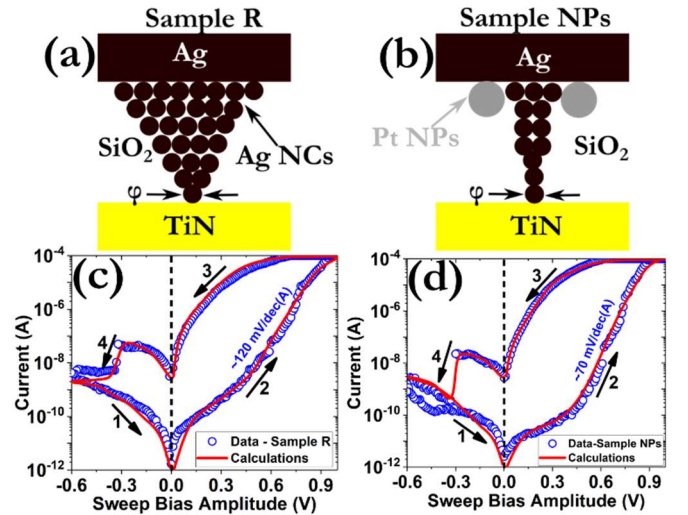 Sample R
Sample NPs
(a)
Ag
SiO2
Ag NCs
φ
TiN
(b)
Ag
Pt NPs
SiO2
φ
TiN
(c)
10-4
10-6
10-8
10-10
10-12
Current (A)
3
4
~120 mV/dec(A)
2
1
Data - Sample R
Calculations
-0.6 -0.3 0.0 0.3 0.6 0.9
Sweep Bias Amplitude (V)
(d)
10-4
10-6
10-8
10-10
10-12
Current (A)
3
4
~70 mV/dec(A)
2
1
Data-Sample NPs
Calculations
-0.6 -0.3 0.0 0.3 0.6 0.9
Sweep Bias Amplitude (V)